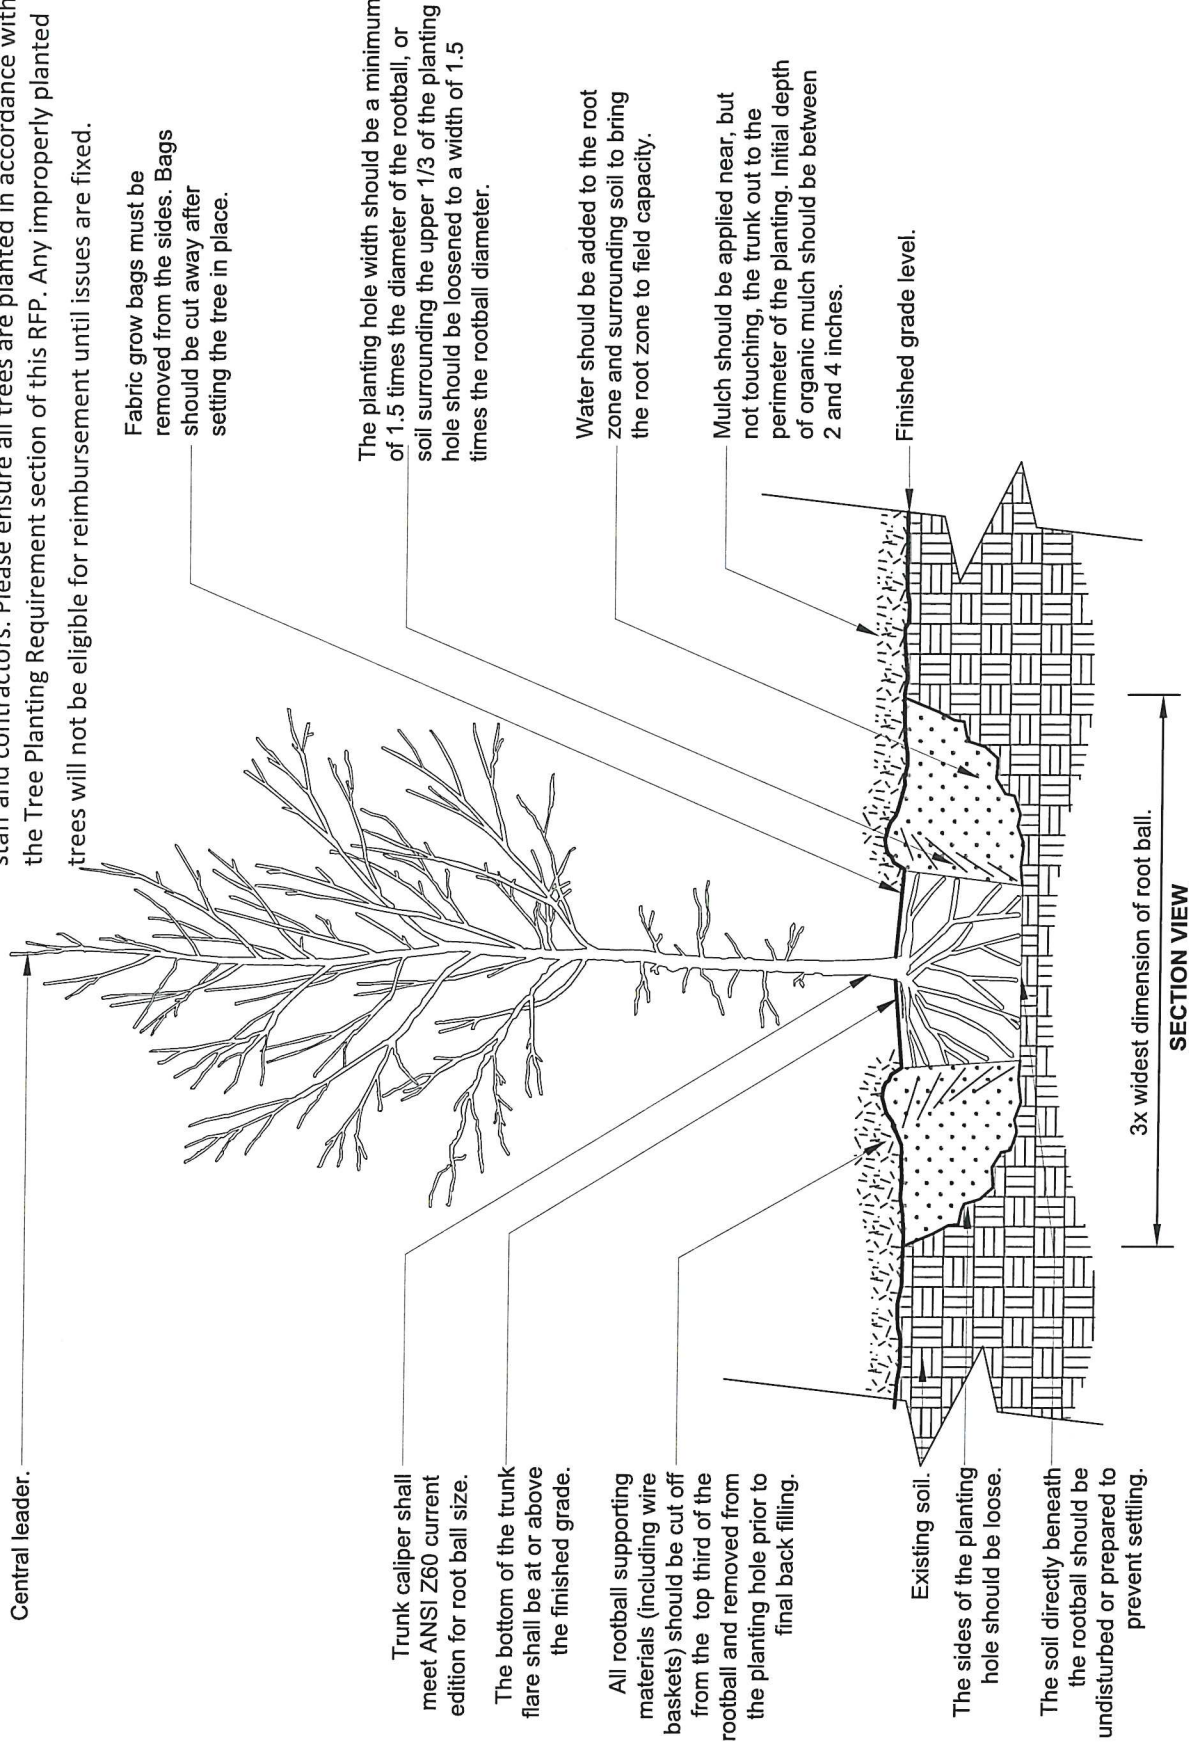 staff and contractors. Please ensure all trees are planted in accordance with
the Tree Planting Requirement section of this RFP. Any improperly planted
trees will not be eligible for reimbursement until issues are fixed.
Central leader.
Fabric grow bags must be
removed from the sides. Bags
should be cut away after
setting the tree in place.
The planting hole width should be a minimum
of 1.5 times the diameter of the rootball, or
soil surrounding the upper 1/3 of the planting
hole should be loosened to a width of 1.5
times the rootball diameter.
Water should be added to the root
zone and surrounding soil to bring
the root zone to field capacity.
Mulch should be applied near, but
not touching, the trunk out to the
perimeter of the planting. Initial depth
of organic mulch should be between
2 and 4 inches.
Finished grade level.
Trunk caliper shall
meet ANSI Z60 current
edition for root ball size.
The bottom of the trunk
flare shall be at or above
the finished grade.
All rootball supporting
materials (including wire
baskets) should be cut off
from the top third of the
rootball and removed from
the planting hole prior to
final back filling.
Existing soil.
The sides of the planting
hole should be loose.
The soil directly beneath
the rootball should be
undisturbed or prepared to
prevent settling.
3x widest dimension of root ball.
SECTION VIEW